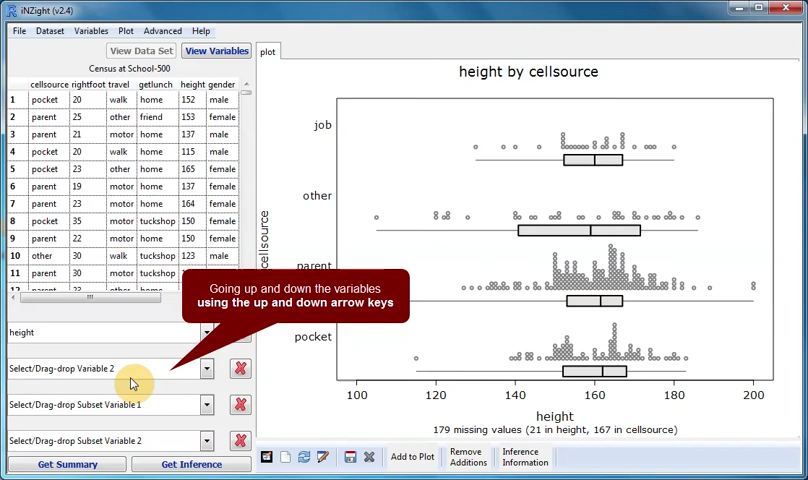 iNZight (v2.4)
File Dataset Variables Plot Advanced Help
View Data Set View Variables
Census at School-500
cellsource rightfoot travel getlunch height gender
1 pocket 20 walk home 152 male
2 parent 25 other friend 153 female
3 parent 21 motor home 137 male
4 pocket 20 walk home 115 male
5 pocket 23 other home 165 female
6 parent 19 motor home 137 female
7 parent 23 motor home 164 female
8 pocket 35 motor tuckshop 150 female
9 parent 22 motor home 150 female
10 other 30 walk tuckshop 123 male
11 parent 30 motor tuckshop
12 parent 23 other home
Going up and down the variables
using the up and down arrow keys
height
Select/Drag-drop Variable 2
Select/Drag-drop Subset Variable 1
Select/Drag-drop Subset Variable 2
Get Summary Get Inference
plot
height by cellsource
job
other
parent
pocket
cellsource
100 120 140 160 180 200
height
179 missing values (21 in height, 167 in cellsource)
Add to Plot
Remove
Additions
Inference
Information